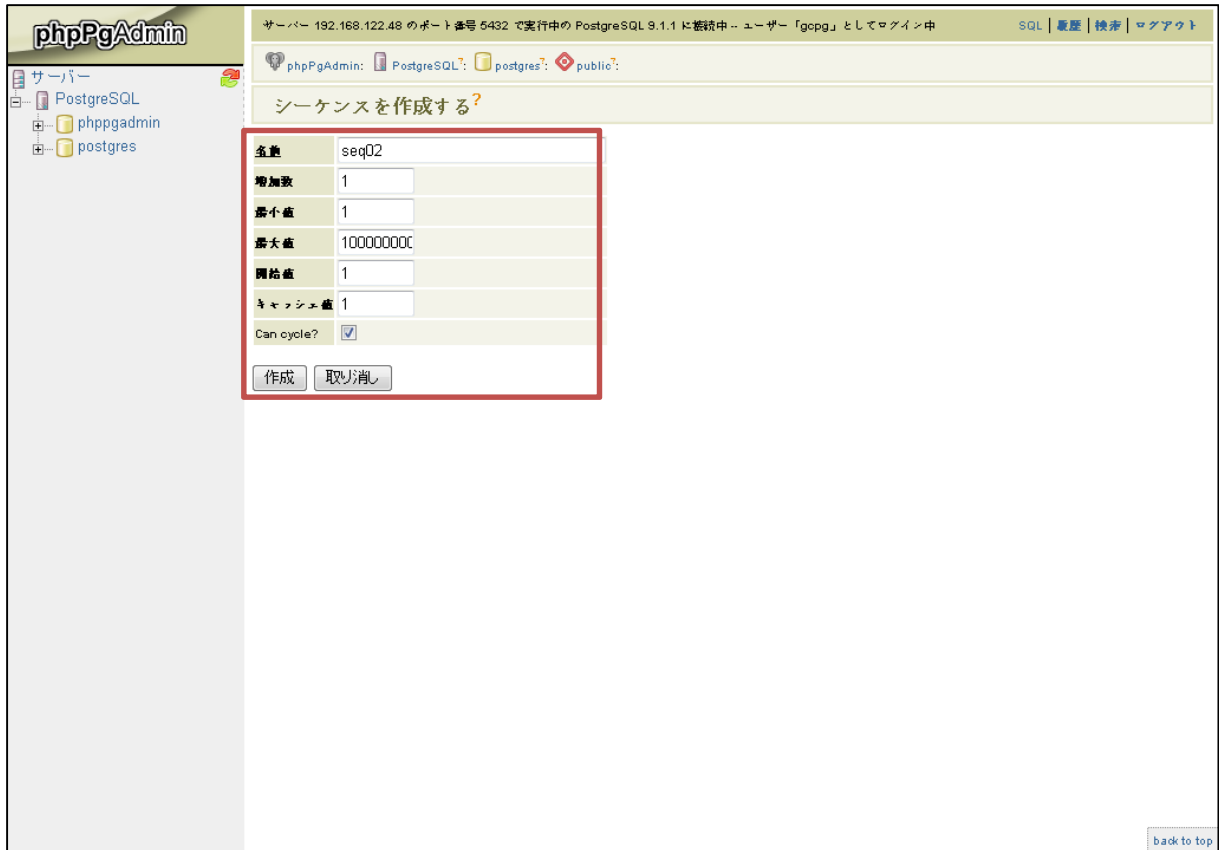 phpPgAdmin
サーバー
PostgreSQL
phppgadmin
postgres
サーバー 192.168.122.48 のポート番号 5432 で実行中の PostgreSQL 9.1.1 に接続中 -- ユーザー「gopg」としてログイン中
SQL | 履歴 | 検索 | ログアウト
phpPgAdmin: PostgreSQL?: postgres?: public?:
シーケンスを作成する?
名前 seq02
増加数 1
最小値 1
最大値 100000000
開始値 1
キャッシュ値 1
Can cycle?
作成 取り消し
back to top